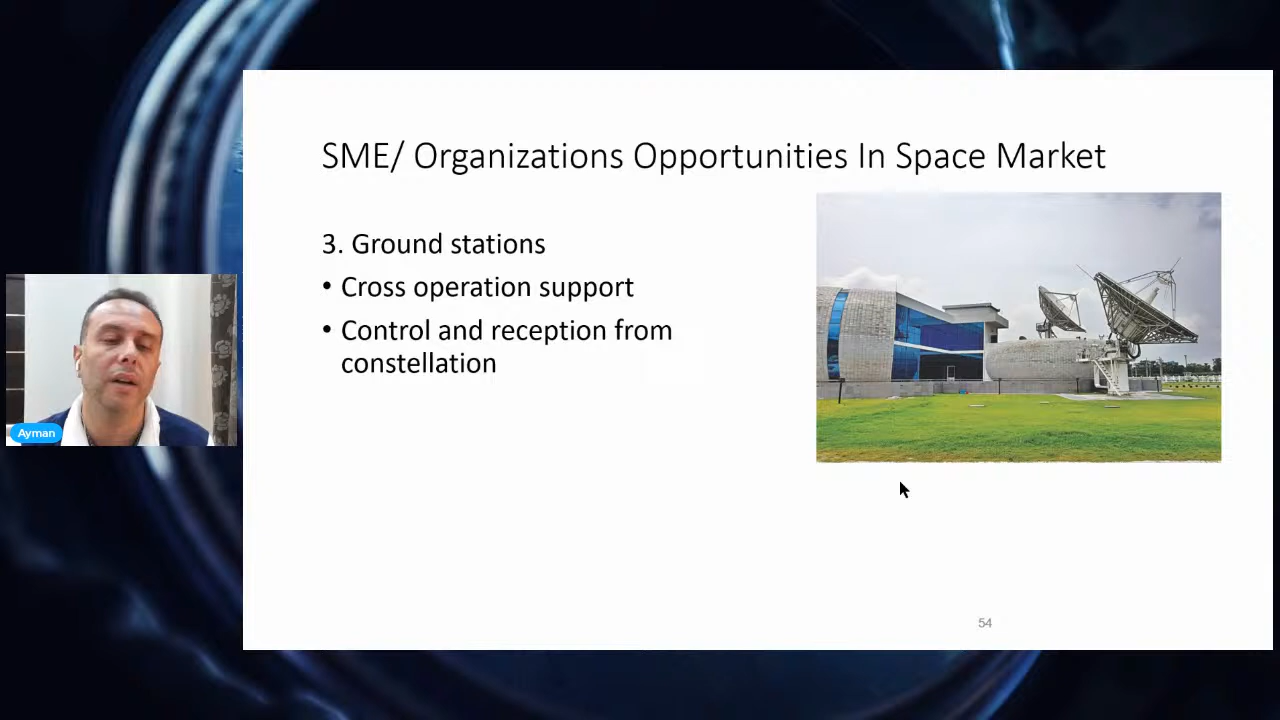 SME/ Organizations Opportunities In Space Market
3. Ground stations
• Cross operation support
• Control and reception from
constellation
Ayman
54